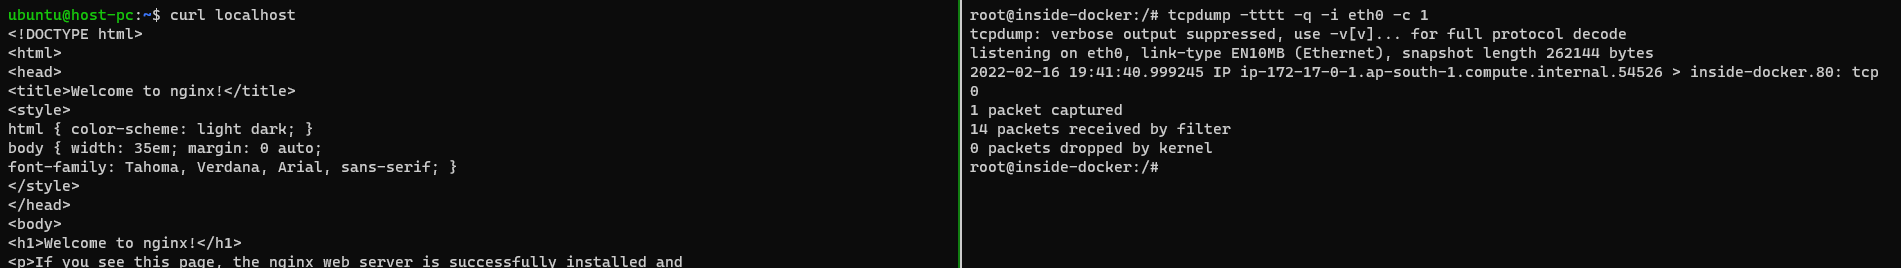 ubuntu@host-pc:~$ curl localhost
<!DOCTYPE html>
<html>
<head>
<title>Welcome to nginx!</title>
<style>
html { color-scheme: light dark; }
body { width: 35em; margin: 0 auto;
font-family: Tahoma, Verdana, Arial, sans-serif; }
</style>
</head>
<body>
<h1>Welcome to nginx!</h1>
<p>If you see this page, the nginx web server is successfully installed and
root@inside-docker:/# tcpdump -tttt -q -i eth0 -c 1
tcpdump: verbose output suppressed, use -v[v]... for full protocol decode
listening on eth0, link-type EN10MB (Ethernet), snapshot length 262144 bytes
2022-02-16 19:41:40.999245 IP ip-172-17-0-1.ap-south-1.compute.internal.54526 > inside-docker.80: tcp
0
1 packet captured
14 packets received by filter
0 packets dropped by kernel
root@inside-docker:/#